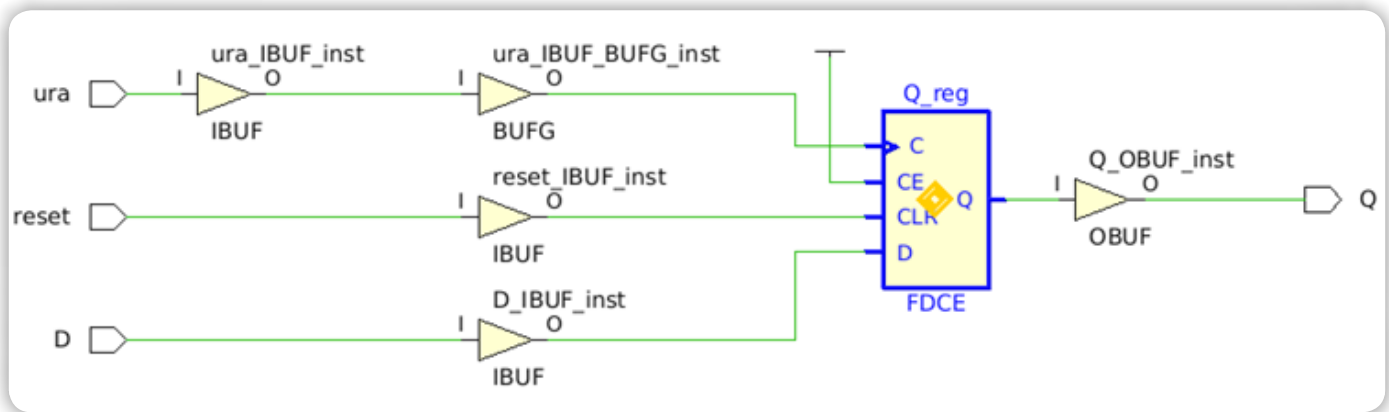 ura_IBUF_inst
ura I O
IBUF
ura_IBUF_BUFG_inst
I O
BUFG
reset_IBUF_inst
reset I O
IBUF
D_IBUF_inst
D I O
IBUF
Q_reg
C
CE
CLR
D
Q
FDCE
Q_OBUF_inst
I O
OBUF
Q